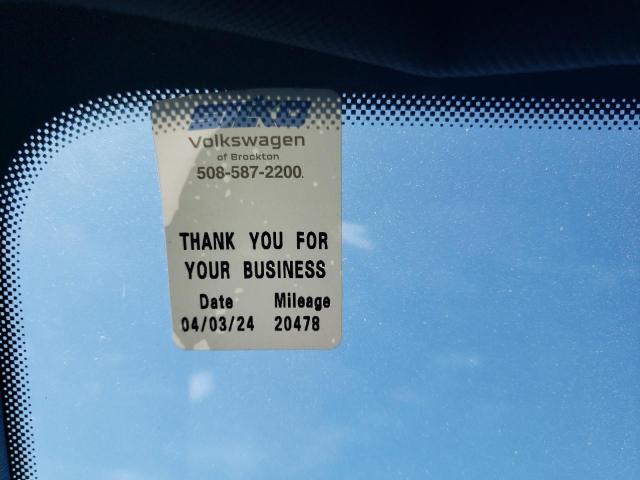 Volkswagen
of Brockton
508-587-2200
THANK YOU FOR
YOUR BUSINESS
Date Mileage
04/03/24 20478